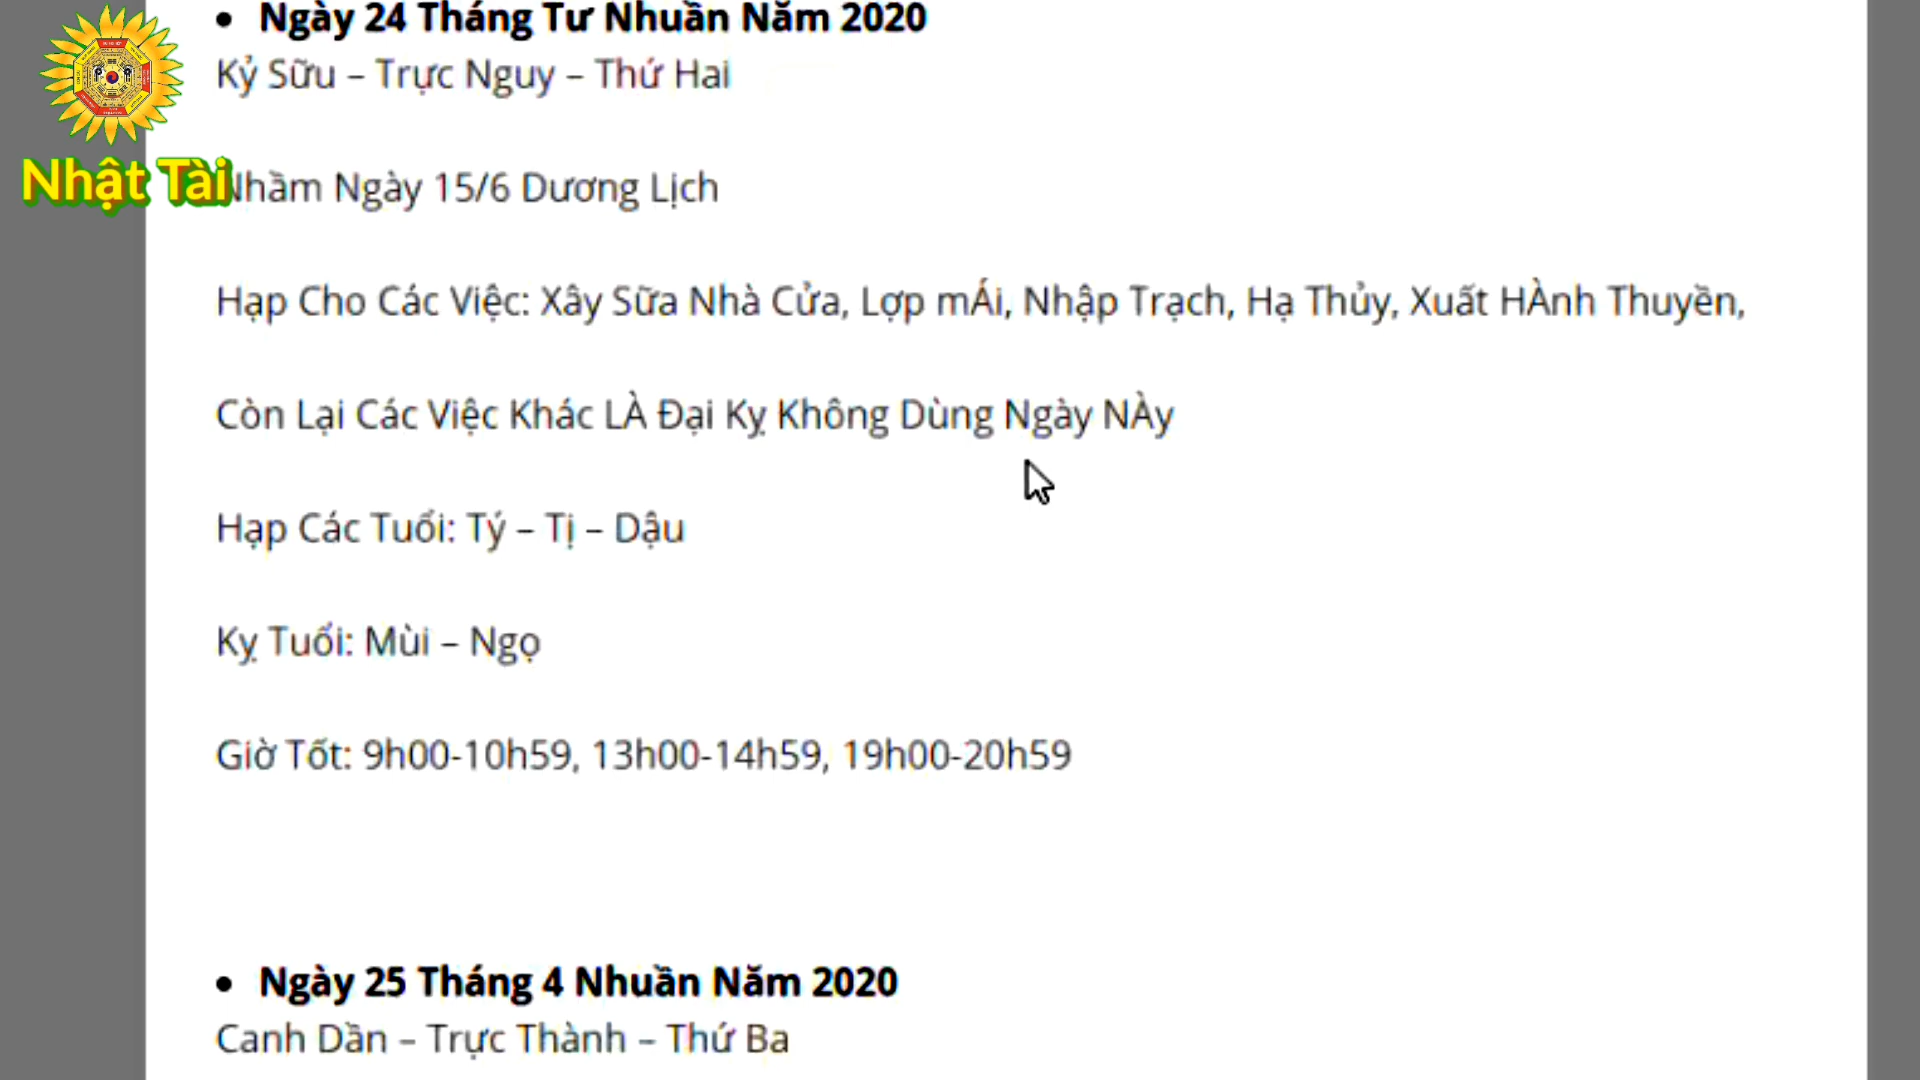 Ngày 24 Tháng Tư Nhuần Năm 2020
Kỷ Sữu – Trực Nguy – Thứ Hai
Nhật Tài
Nhầm Ngày 15/6 Dương Lịch
Hạp Cho Các Việc: Xây Sữa Nhà Cửa, Lợp mÁi, Nhập Trạch, Hạ Thủy, Xuất HÀnh Thuyền,
Còn Lại Các Việc Khác LÀ Đại Kỵ Không Dùng Ngày NÀy
Hạp Các Tuổi: Tý – Tị – Dậu
Kỵ Tuổi: Mùi – Ngọ
Giờ Tốt: 9h00-10h59, 13h00-14h59, 19h00-20h59
Ngày 25 Tháng 4 Nhuần Năm 2020
Canh Dần – Trực Thành – Thứ Ba